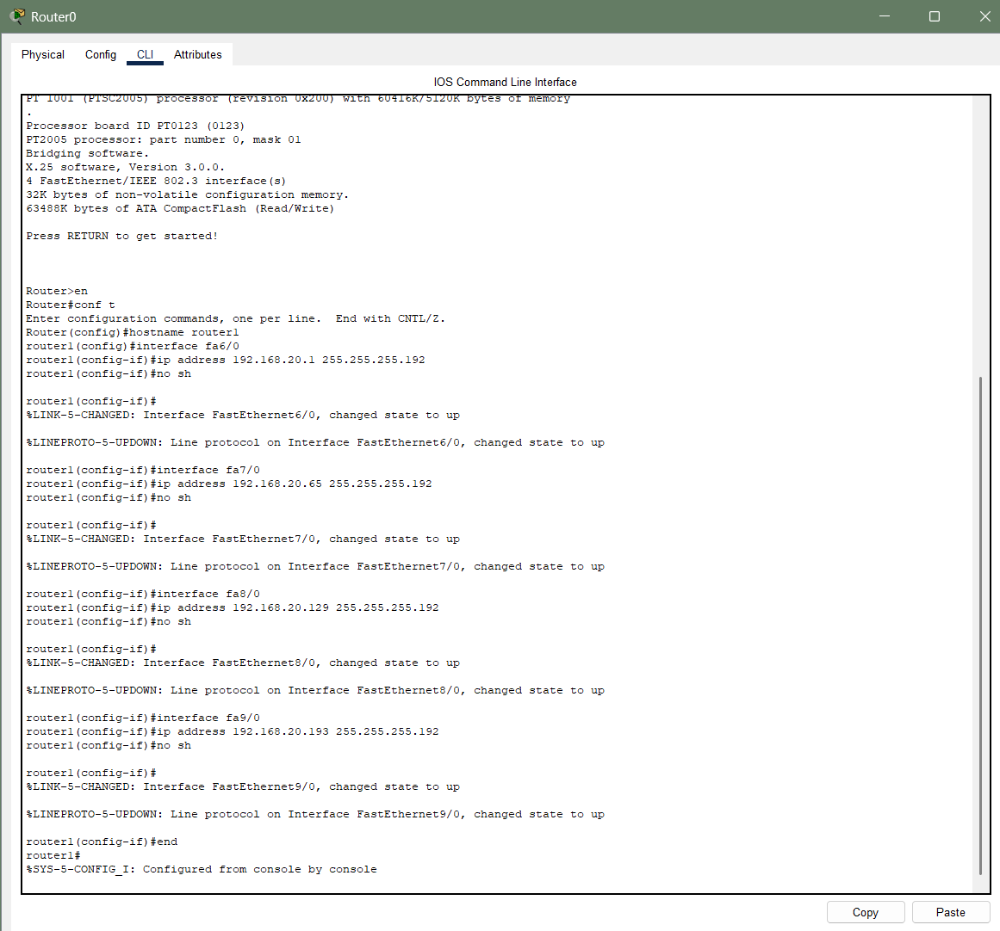 Router0
Physical Config CLI Attributes
IOS Command Line Interface
PT 1001 (PTSC2005) processor (revision 0x200) with 60416K/5120K bytes of memory
.
Processor board ID PT0123 (0123)
PT2005 processor: part number 0, mask 01
Bridging software.
X.25 software, Version 3.0.0.
4 FastEthernet/IEEE 802.3 interface(s)
32K bytes of non-volatile configuration memory.
63488K bytes of ATA CompactFlash (Read/Write)
Press RETURN to get started!
Router>en
Router#conf t
Enter configuration commands, one per line.  End with CNTL/Z.
Router(config)#hostname router1
router1(config)#interface fa6/0
router1(config-if)#ip address 192.168.20.1 255.255.255.192
router1(config-if)#no sh
router1(config-if)#
%LINK-5-CHANGED: Interface FastEthernet6/0, changed state to up
%LINEPROTO-5-UPDOWN: Line protocol on Interface FastEthernet6/0, changed state to up
router1(config-if)#interface fa7/0
router1(config-if)#ip address 192.168.20.65 255.255.255.192
router1(config-if)#no sh
router1(config-if)#
%LINK-5-CHANGED: Interface FastEthernet7/0, changed state to up
%LINEPROTO-5-UPDOWN: Line protocol on Interface FastEthernet7/0, changed state to up
router1(config-if)#interface fa8/0
router1(config-if)#ip address 192.168.20.129 255.255.255.192
router1(config-if)#no sh
router1(config-if)#
%LINK-5-CHANGED: Interface FastEthernet8/0, changed state to up
%LINEPROTO-5-UPDOWN: Line protocol on Interface FastEthernet8/0, changed state to up
router1(config-if)#interface fa9/0
router1(config-if)#ip address 192.168.20.193 255.255.255.192
router1(config-if)#no sh
router1(config-if)#
%LINK-5-CHANGED: Interface FastEthernet9/0, changed state to up
%LINEPROTO-5-UPDOWN: Line protocol on Interface FastEthernet9/0, changed state to up
router1(config-if)#end
router1#
%SYS-5-CONFIG_I: Configured from console by console
Copy Paste